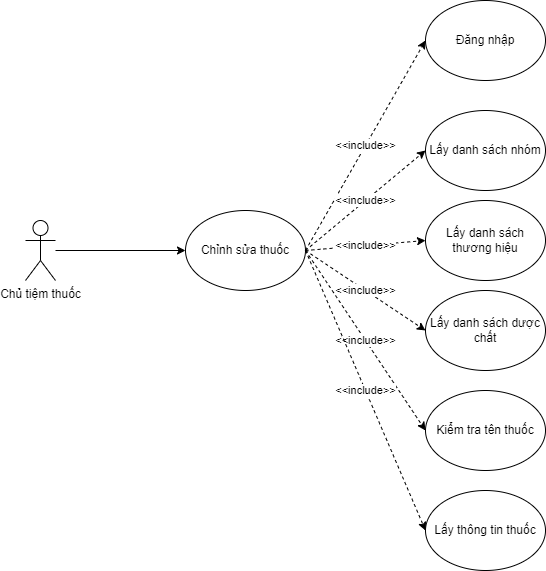 Đăng nhập
<<include>>
Lấy danh sách nhóm
<<include>>
Lấy danh sách
thương hiệu
Chỉnh sửa thuốc
<<include>>
Chủ tiệm thuốc
<<include>>
Lấy danh sách dược
chất
<<include>>
<<include>>
Kiểm tra tên thuốc
Lấy thông tin thuốc